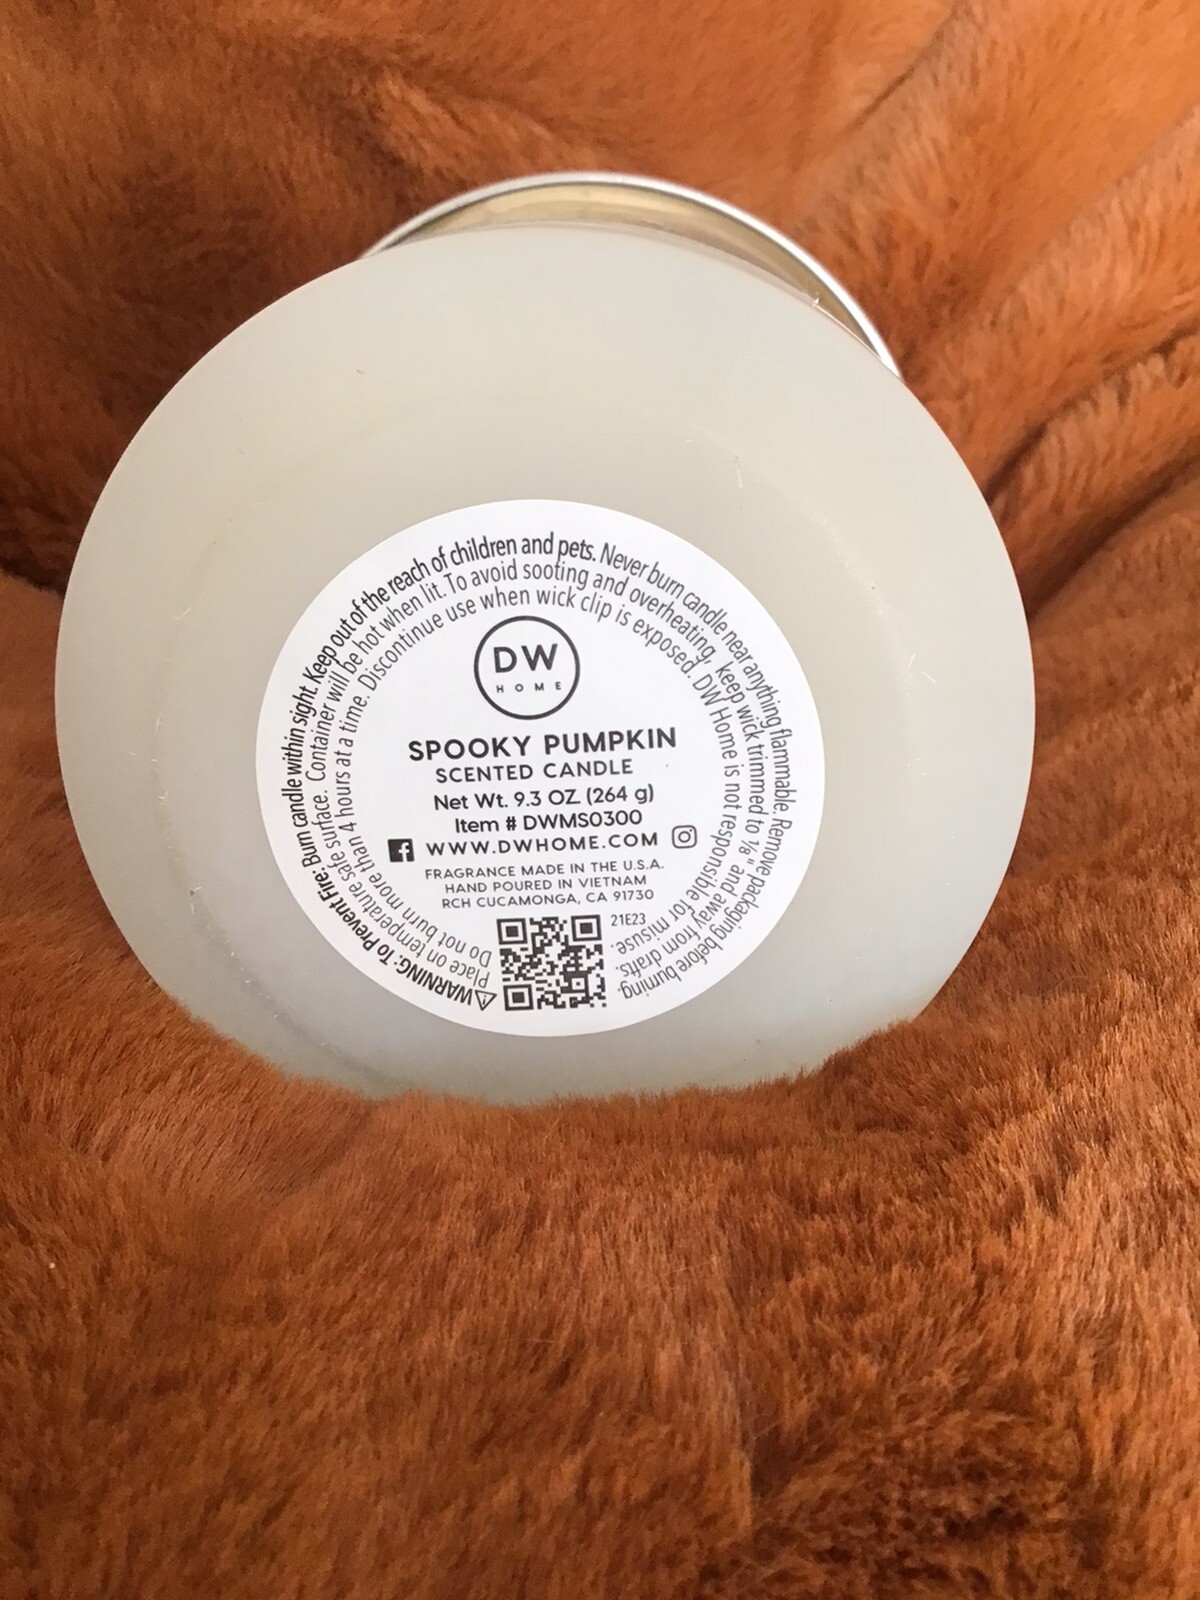 ⚠WARNING: To Prevent Fire: Burn candle within sight. Keep out of the reach of children and pets. Never burn candle near anything flammable. Remove packaging before burning.
Place on temperature safe surface. Container will be hot when lit. To avoid sooting and overheating, keep wick trimmed to ⅛" and away from drafts.
Do not burn more than 4 hours at a time. Discontinue use when wick clip is exposed. DW Home is not responsible for misuse.
DW
HOME
SPOOKY PUMPKIN
SCENTED CANDLE
Net Wt. 9.3 OZ. (264 g)
Item # DWMS0300
WWW.DWHOME.COM
FRAGRANCE MADE IN THE U.S.A.
HAND POURED IN VIETNAM
RCH CUCAMONGA, CA 91730
21E23